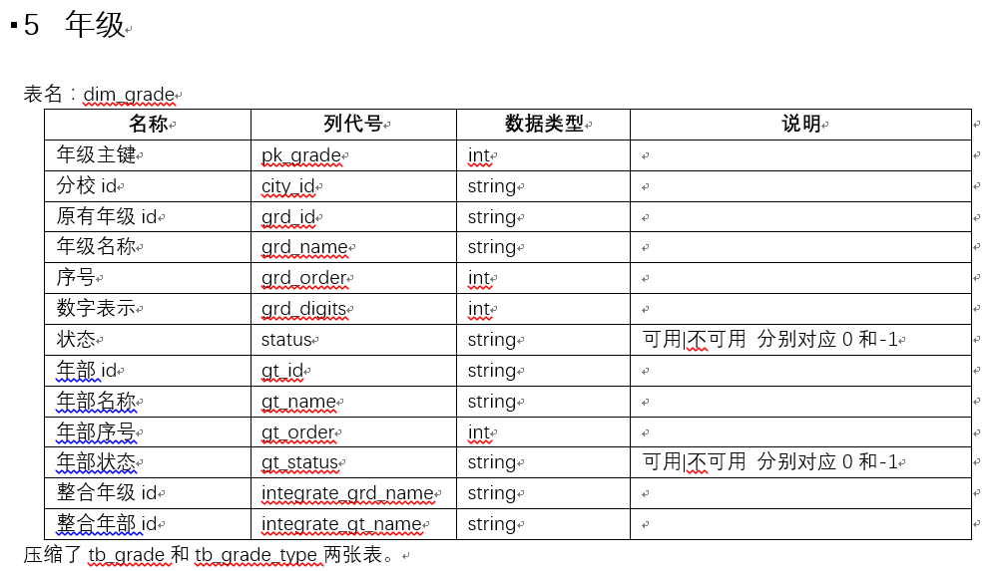 5 年级
表名：dim_grade
名称 列代号 数据类型 说明
年级主键 pk_grade int
分校 id city_id string
原有年级 id grd_id string
年级名称 grd_name string
序号 grd_order int
数字表示 grd_digits int
状态 status string 可用|不可用 分别对应 0 和-1
年部 id gt_id string
年部名称 gt_name string
年部序号 gt_order int
年部状态 gt_status string 可用|不可用 分别对应 0 和-1
整合年级 id integrate_grd_name string
整合年部 id integrate_gt_name string
压缩了 tb_grade 和 tb_grade_type 两张表。